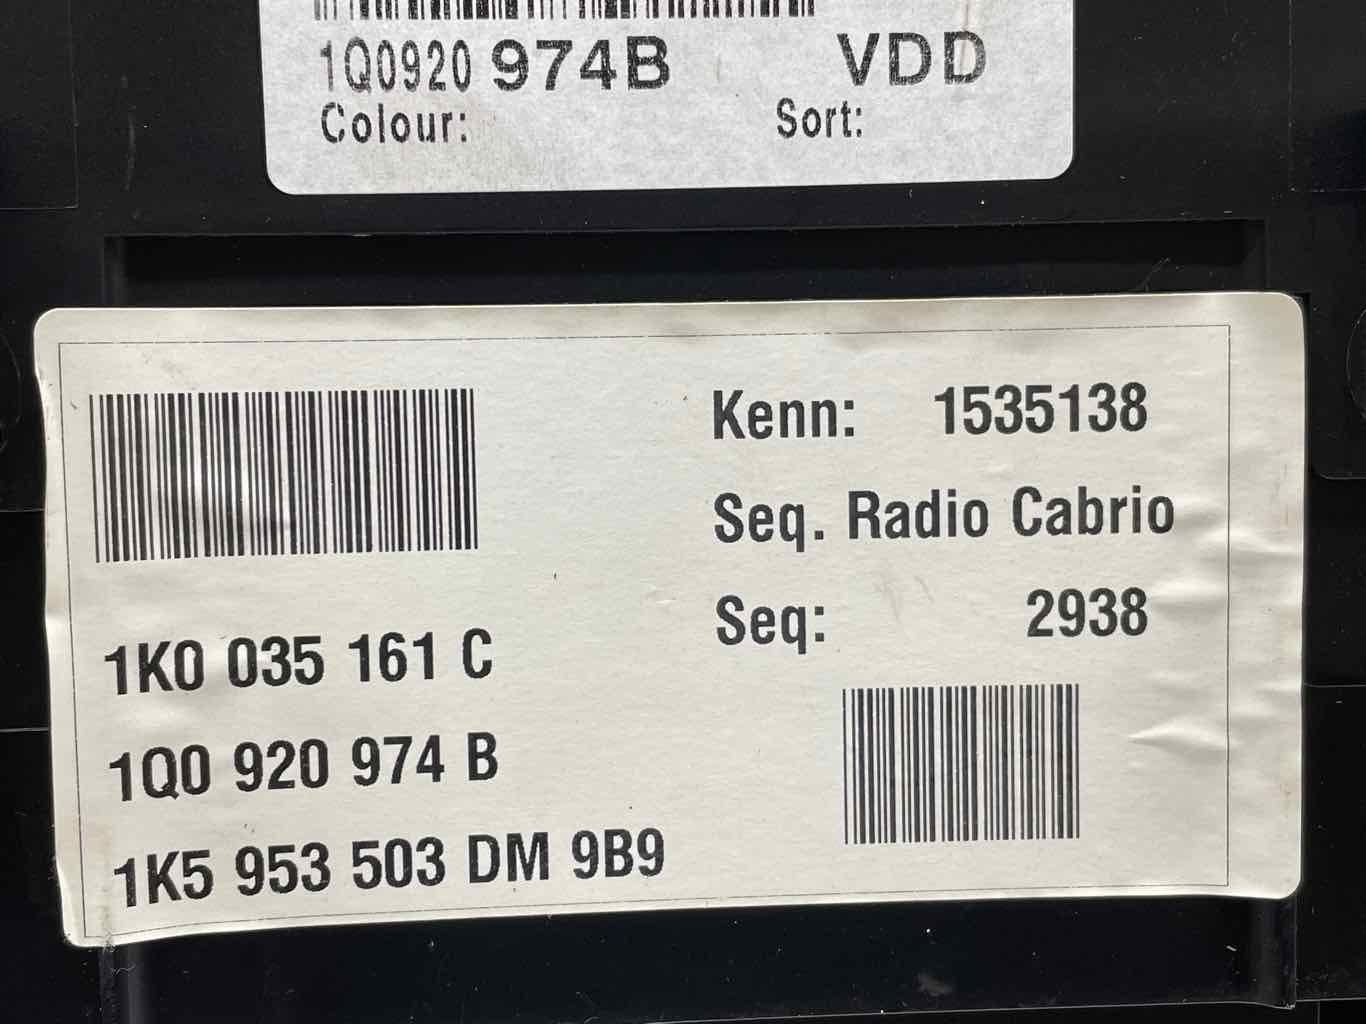 1Q0920 974B VDD
Colour: Sort:
Kenn: 1535138
Seq. Radio Cabrio
Seq: 2938
1K0 035 161 C
1Q0 920 974 B
1K5 953 503 DM 9B9